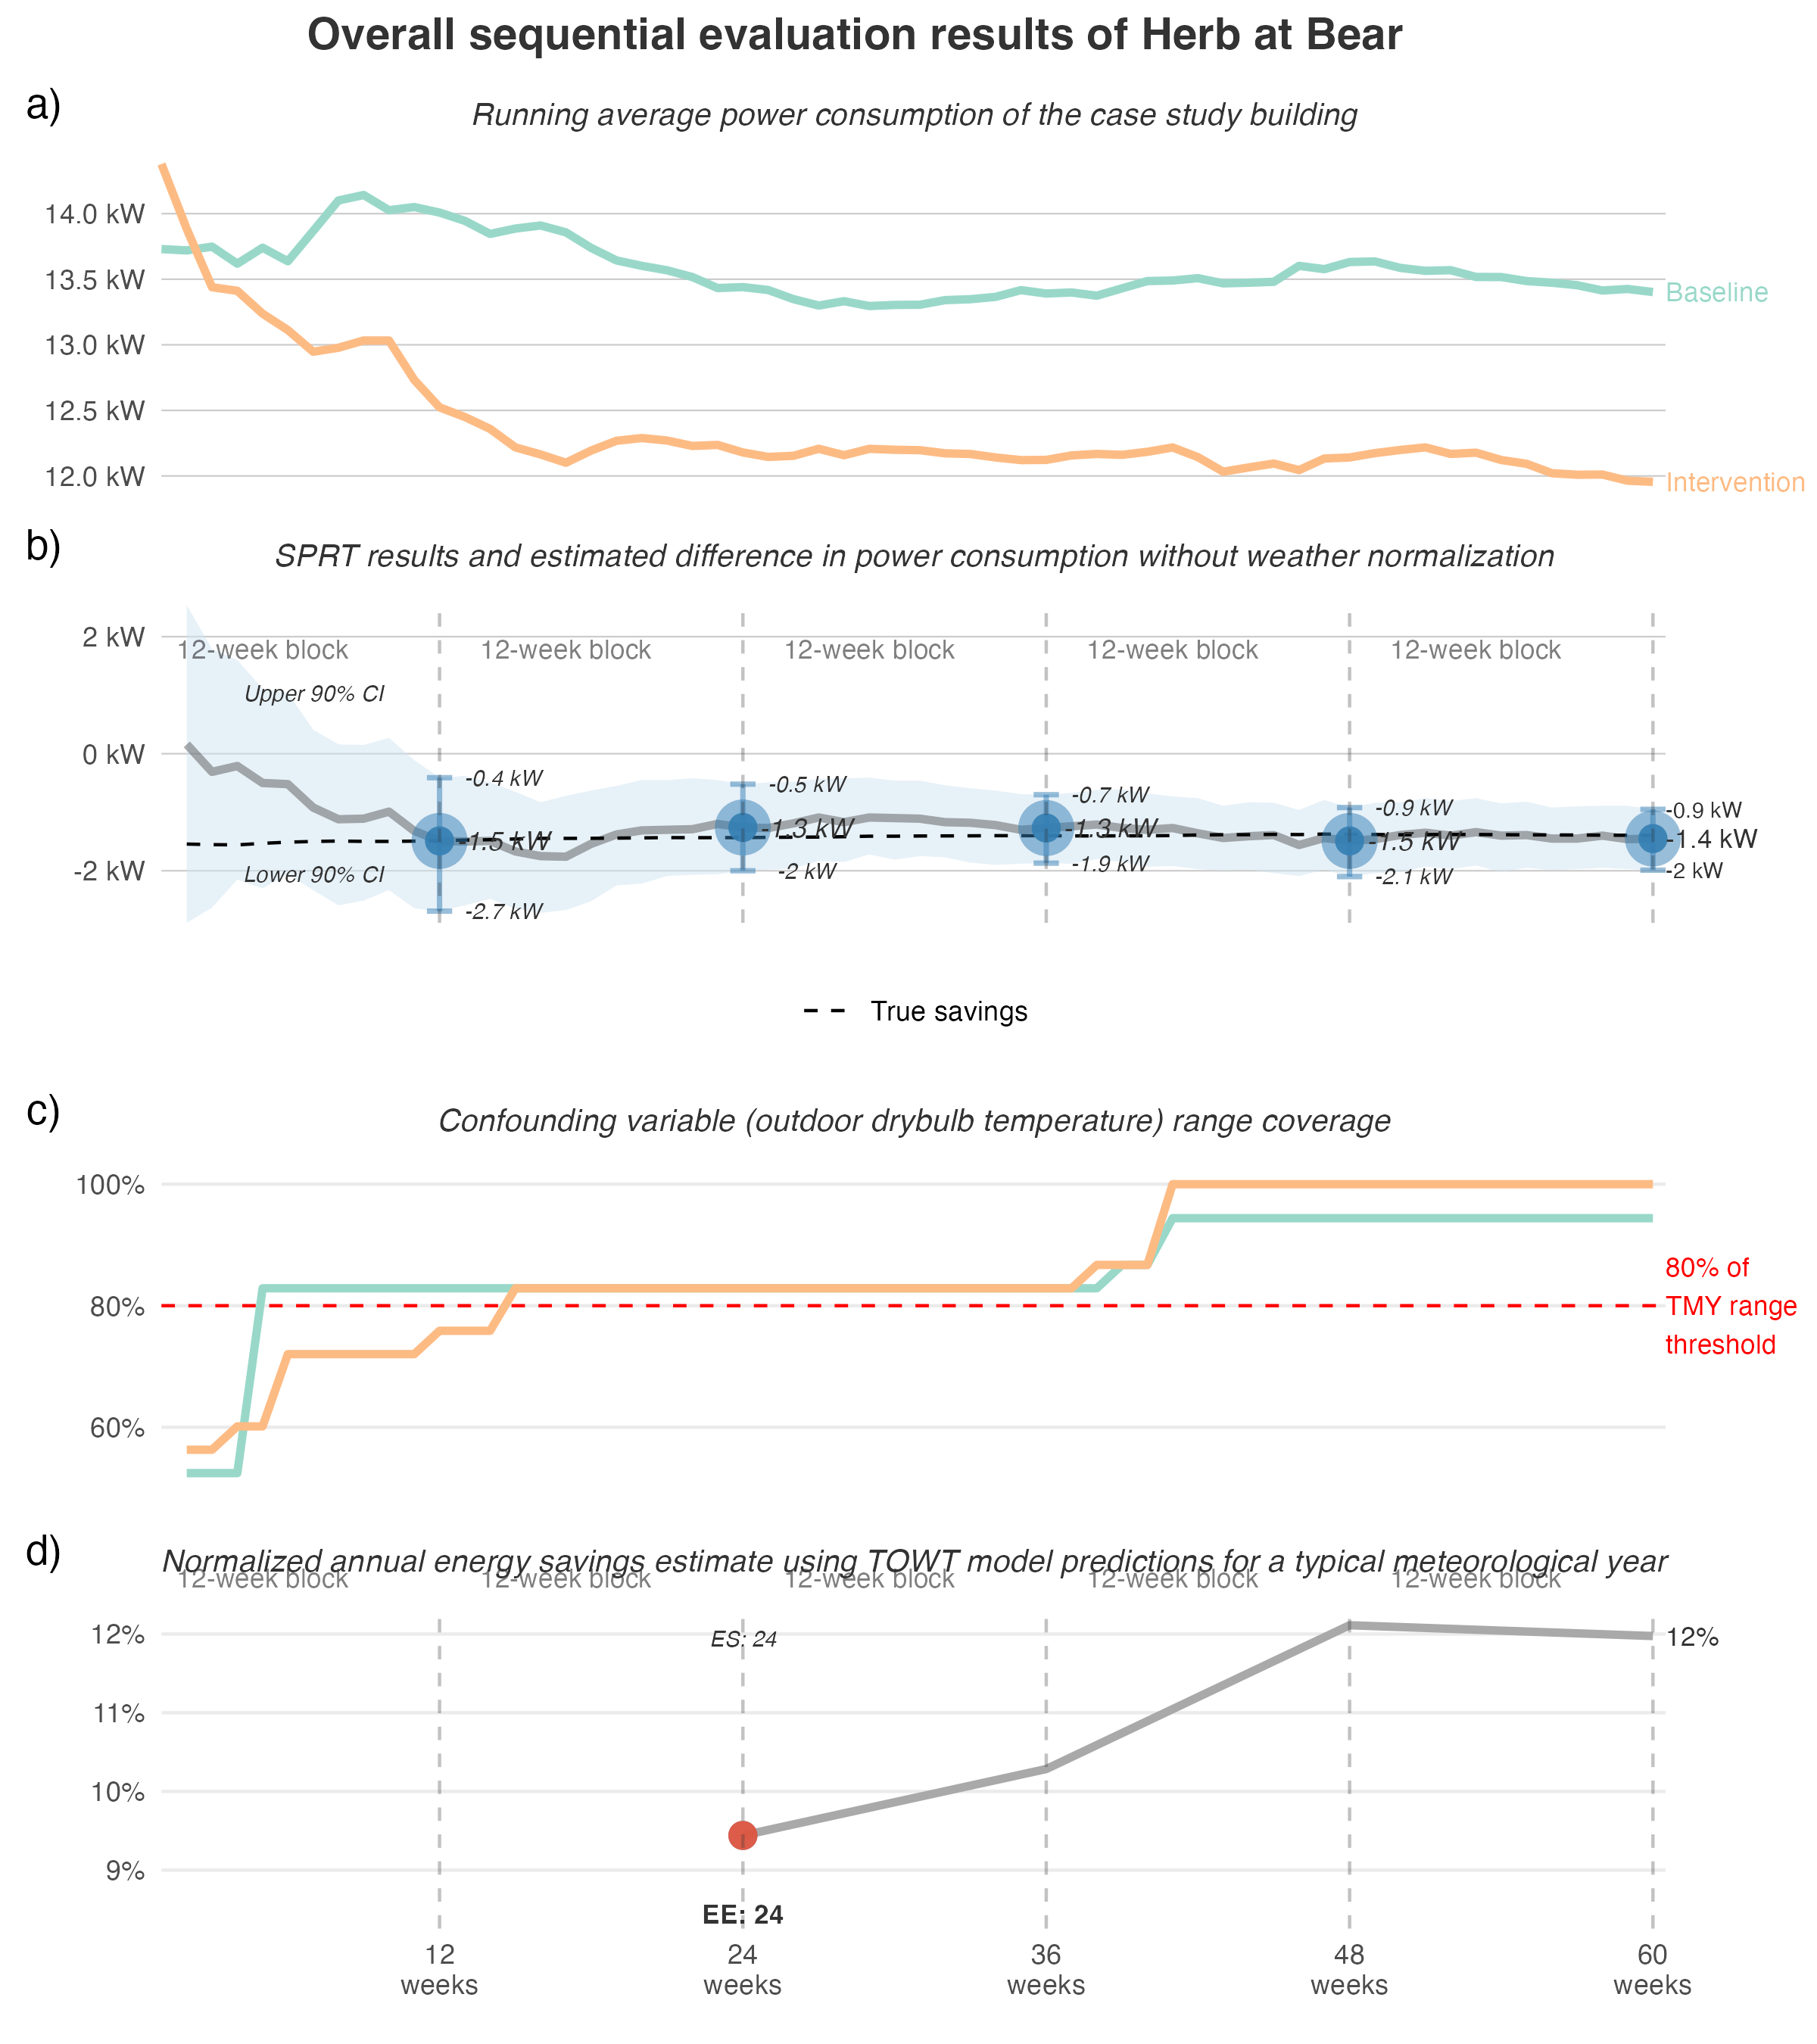 Overall sequential evaluation results of Herb at Bear
a)
Running average power consumption of the case study building
14.0 kW
13.5 kW
13.0 kW
12.5 kW
12.0 kW
Baseline
Intervention
b)
SPRT results and estimated difference in power consumption without weather normalization
2 kW
0 kW
-2 kW
12-week block
12-week block
12-week block
12-week block
12-week block
Upper 90% CI
Lower 90% CI
-0.4 kW
-1.5 kW
-2.7 kW
-0.5 kW
-1.3 kW
-2 kW
-0.7 kW
-1.3 kW
-1.9 kW
-0.9 kW
-1.5 kW
-2.1 kW
-0.9 kW
-1.4 kW
-2 kW
True savings
c)
Confounding variable (outdoor drybulb temperature) range coverage
100%
80%
60%
80% of
TMY range
threshold
d)
Normalized annual energy savings estimate using TOWT model predictions for a typical meteorological year
12-week block
12-week block
12-week block
12-week block
12-week block
12%
11%
10%
9%
ES: 24
12%
EE: 24
12
weeks
24
weeks
36
weeks
48
weeks
60
weeks